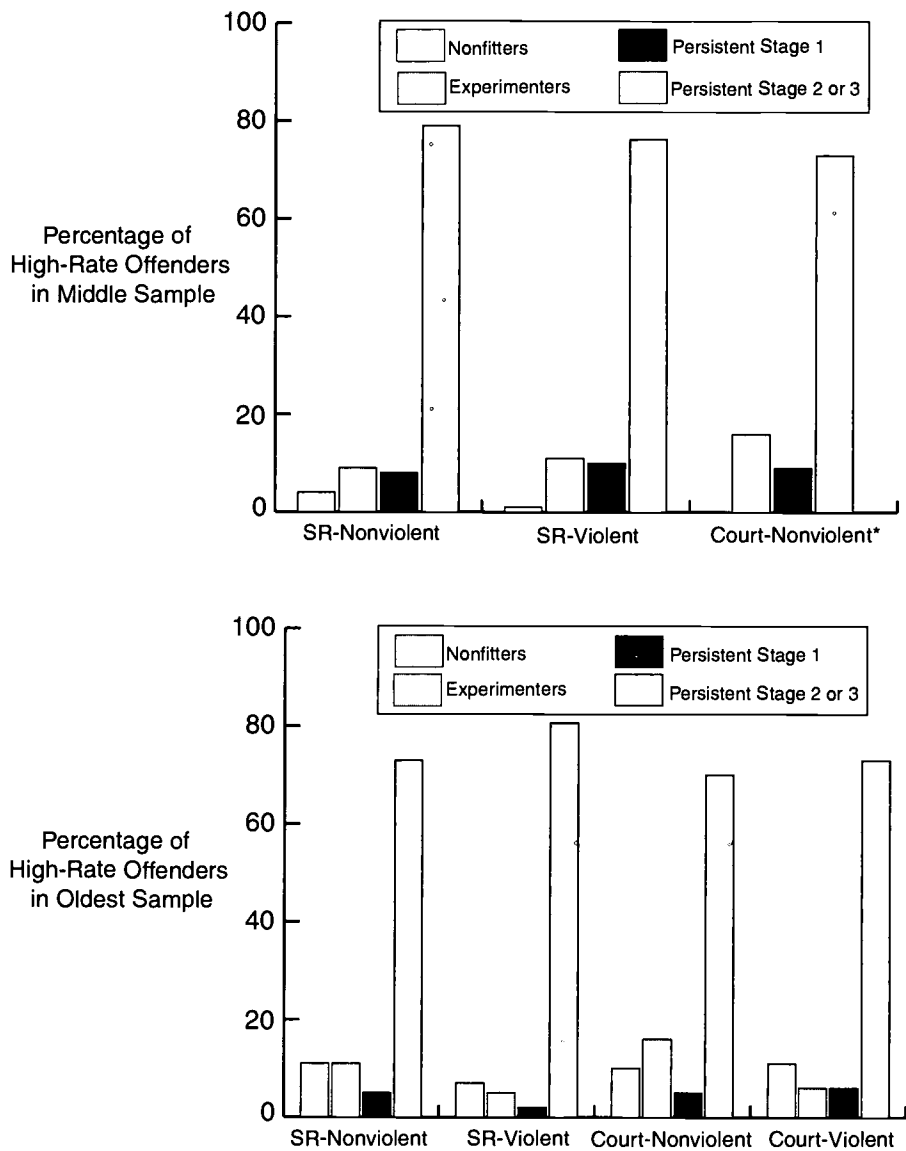 100
80
60
40
20
0
Nonfitters
Persistent Stage 1
Experimenters
Persistent Stage 2 or 3
Percentage of
High-Rate Offenders
in Middle Sample
SR-Nonviolent
SR-Violent
Court-Nonviolent*
100
80
60
40
20
0
Nonfitters
Persistent Stage 1
Experimenters
Persistent Stage 2 or 3
Percentage of
High-Rate Offenders
in Oldest Sample
SR-Nonviolent
SR-Violent
Court-Nonviolent
Court-Violent